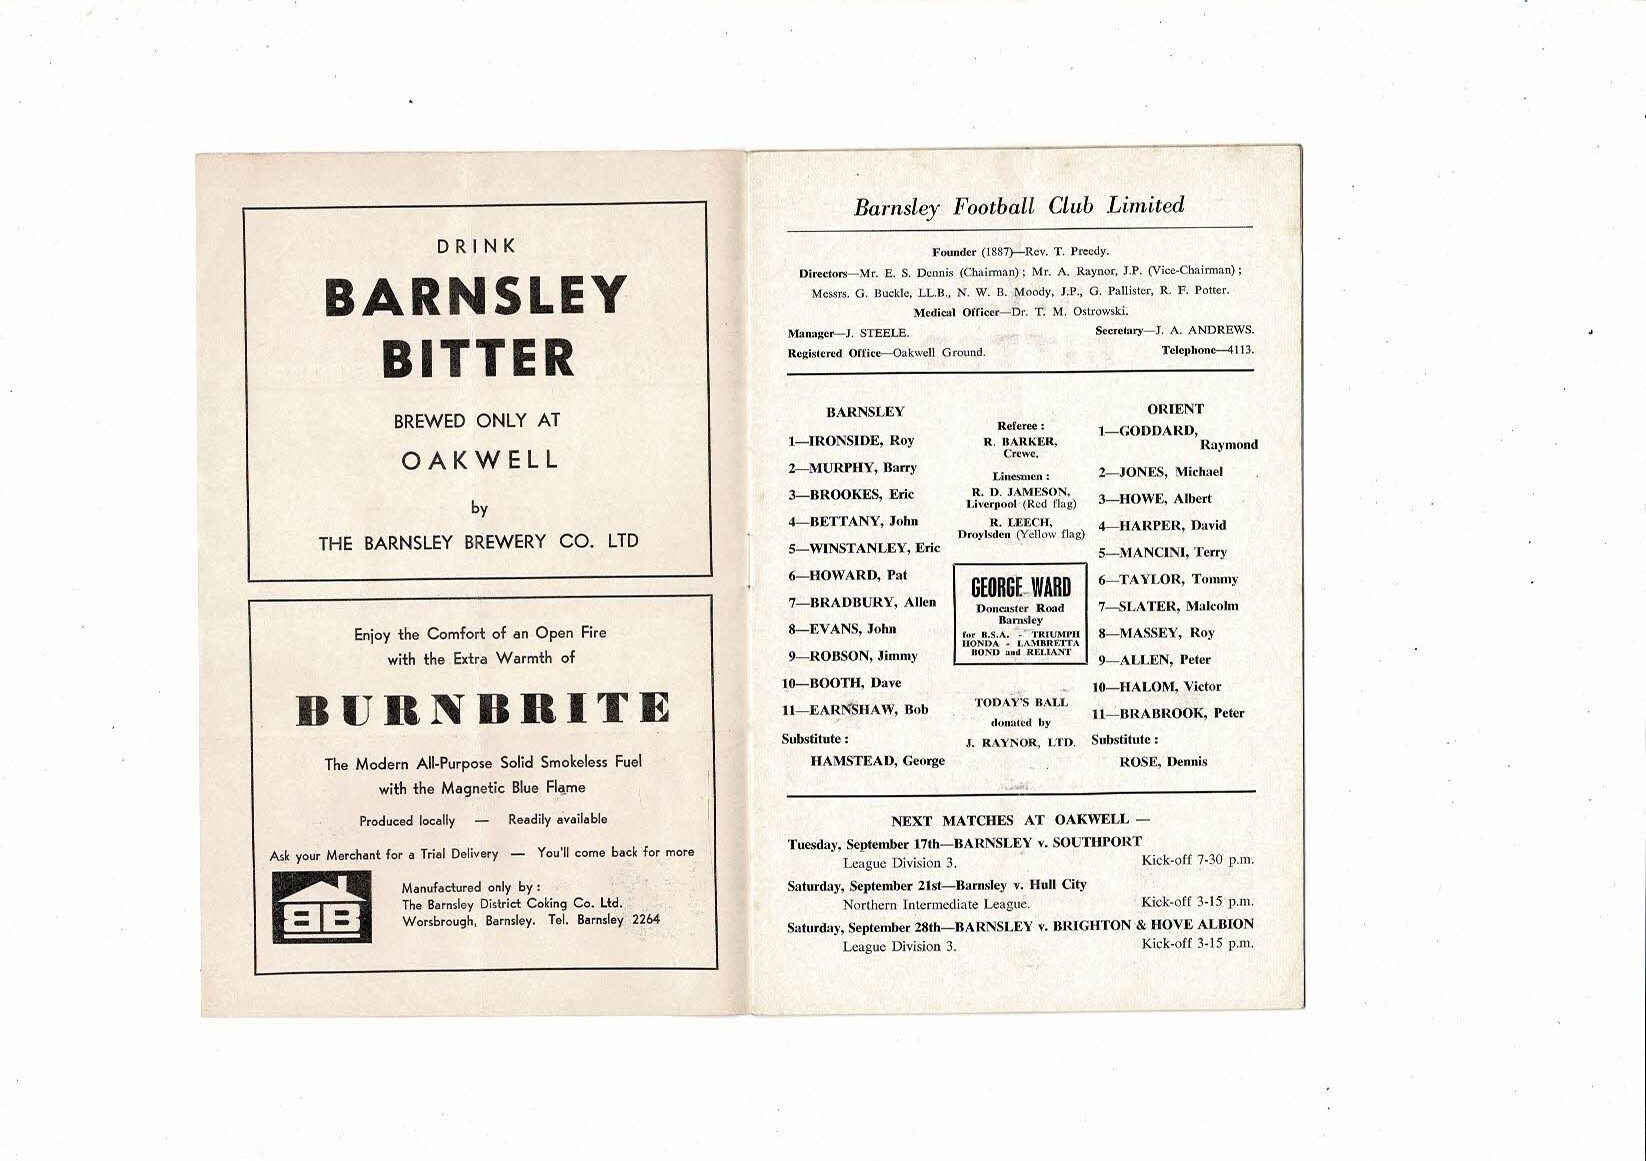 DRINK
BARNSLEY
BITTER
BREWED ONLY AT
OAKWELL
by
THE BARNSLEY BREWERY CO. LTD
Enjoy the Comfort of an Open Fire
with the Extra Warmth of
BURNBRITE
The Modern All-Purpose Solid Smokeless Fuel
with the Magnetic Blue Flame
Produced locally — Readily available
Ask your Merchant for a Trial Delivery — You'll come back for more
BB
Manufactured only by :
The Barnsley District Coking Co. Ltd.
Worsbrough, Barnsley. Tel. Barnsley 2264
Barnsley Football Club Limited
Founder (1887)—Rev. T. Preedy.
Directors—Mr. E. S. Dennis (Chairman) ; Mr. A. Raynor, J.P. (Vice-Chairman) ;
Messrs. G. Buckle, LL.B., N. W. B. Moody, J.P., G. Pallister, R. F. Potter.
Medical Officer—Dr. T. M. Ostrowski.
Manager—J. STEELE. Secretary—J. A. ANDREWS.
Registered Office—Oakwell Ground. Telephone—4113.
BARNSLEY
1—IRONSIDE, Roy
2—MURPHY, Barry
3—BROOKES, Eric
4—BETTANY, John
5—WINSTANLEY, Eric
6—HOWARD, Pat
7—BRADBURY, Allen
8—EVANS, John
9—ROBSON, Jimmy
10—BOOTH, Dave
11—EARNSHAW, Bob
Substitute :
HAMSTEAD, George
Referee :
R. BARKER,
Crewe.
Linesmen :
R. D. JAMESON,
Liverpool (Red flag)
R. LEECH,
Droylsden (Yellow flag)
GEORGE WARD
Doncaster Road
Barnsley
for B.S.A. - TRIUMPH
HONDA - LAMBRETTA
BOND and RELIANT
TODAY'S BALL
donated by
J. RAYNOR, LTD.
ORIENT
1—GODDARD,
Raymond
2—JONES, Michael
3—HOWE, Albert
4—HARPER, David
5—MANCINI, Terry
6—TAYLOR, Tommy
7—SLATER, Malcolm
8—MASSEY, Roy
9—ALLEN, Peter
10—HALOM, Victor
11—BRABROOK, Peter
Substitute :
ROSE, Dennis
NEXT MATCHES AT OAKWELL —
Tuesday, September 17th—BARNSLEY v. SOUTHPORT
League Division 3. Kick-off 7-30 p.m.
Saturday, September 21st—Barnsley v. Hull City
Northern Intermediate League. Kick-off 3-15 p.m.
Saturday, September 28th—BARNSLEY v. BRIGHTON & HOVE ALBION
League Division 3. Kick-off 3-15 p.m.